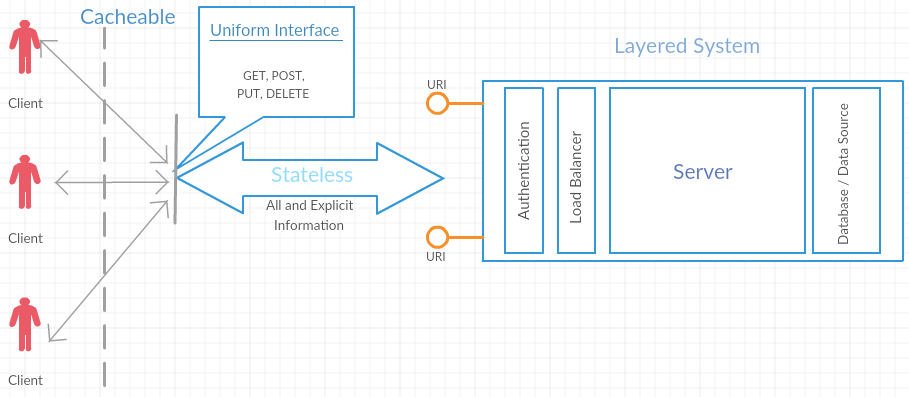 Cacheable
Uniform Interface
GET, POST,
PUT, DELETE
Layered System
Client
Client
Client
Stateless
All and Explicit
Information
URI
URI
Authentication
Load Balancer
Server
Database / Data Source